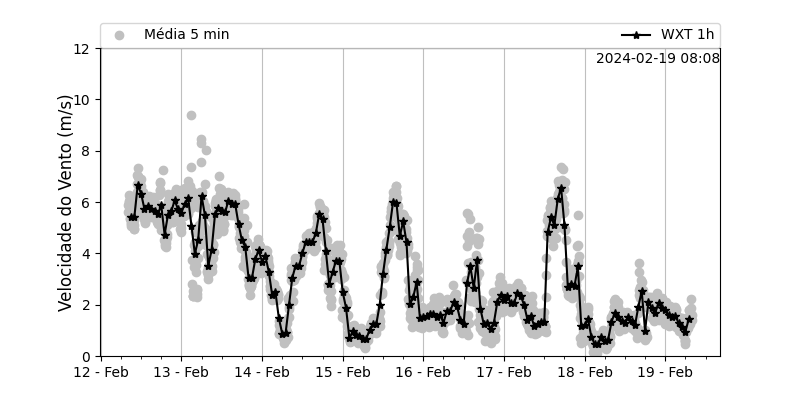 Média 5 min
WXT 1h
2024-02-19 08:08
Velocidade do Vento (m/s)
12
10
8
6
4
2
0
12 - Feb
13 - Feb
14 - Feb
15 - Feb
16 - Feb
17 - Feb
18 - Feb
19 - Feb